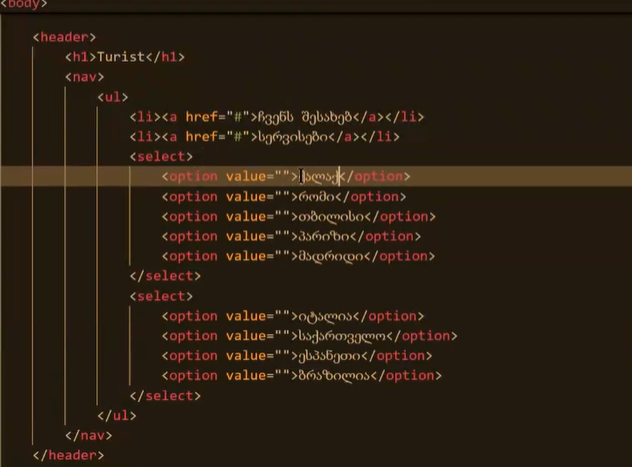 <body>
<header>
<h1>Turist</h1>
<nav>
<ul>
<li><a href="#">ჩვენს შესახებ</a></li>
<li><a href="#">სერვისები</a></li>
<select>
<option value="">ქალაქ</option>
<option value="">რომი</option>
<option value="">თბილისი</option>
<option value="">პარიზი</option>
<option value="">მადრიდი</option>
</select>
<select>
<option value="">იტალია</option>
<option value="">საქართველო</option>
<option value="">ესპანეთი</option>
<option value="">ბრაზილია</option>
</select>
</ul>
</nav>
</header>